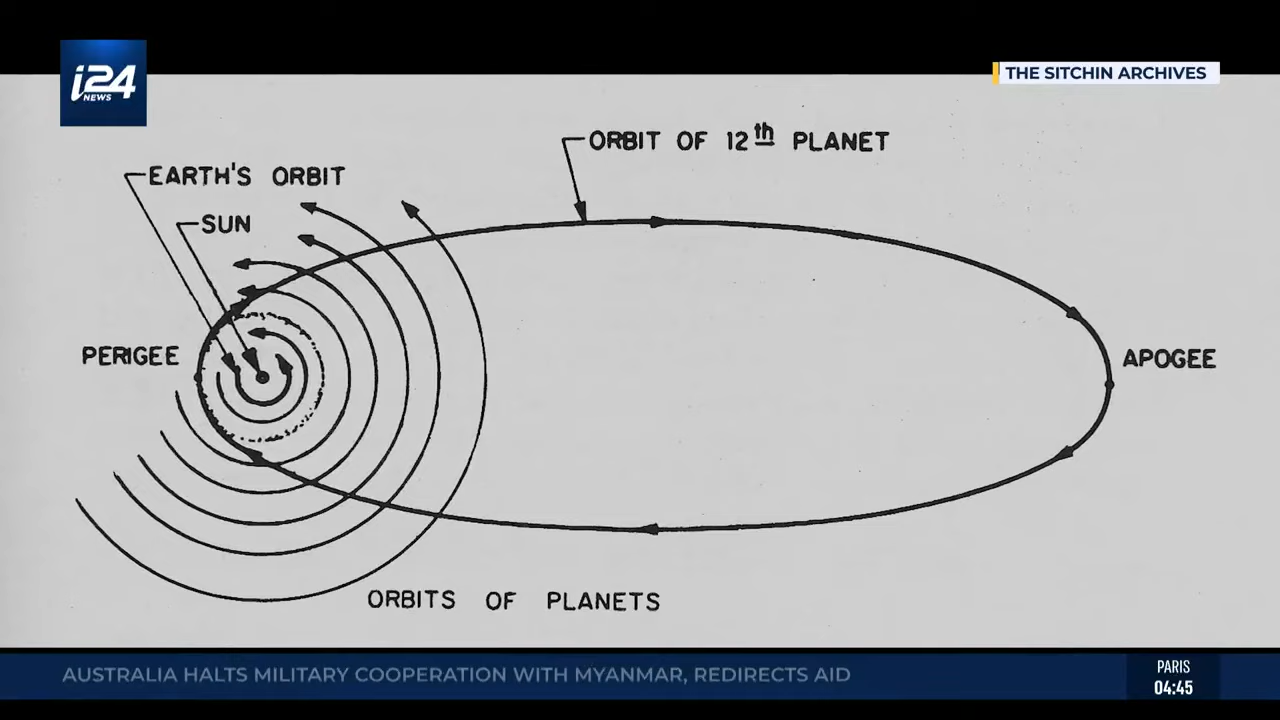 i24
NEWS
THE SITCHIN ARCHIVES
ORBIT OF 12th PLANET
EARTH'S ORBIT
SUN
PERIGEE
APOGEE
ORBITS OF PLANETS
AUSTRALIA HALTS MILITARY COOPERATION WITH MYANMAR, REDIRECTS AID
PARIS
04:45